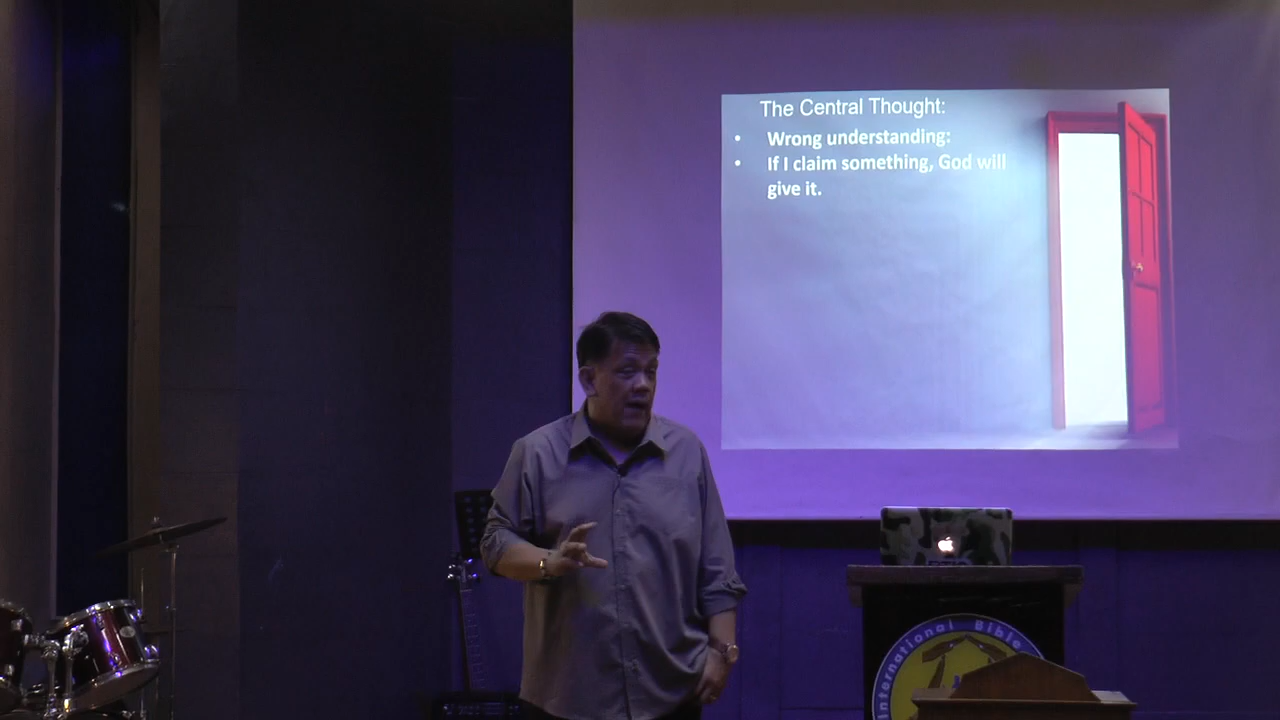 The Central Thought:
• Wrong understanding:
• If I claim something, God will
give it.
International Bible